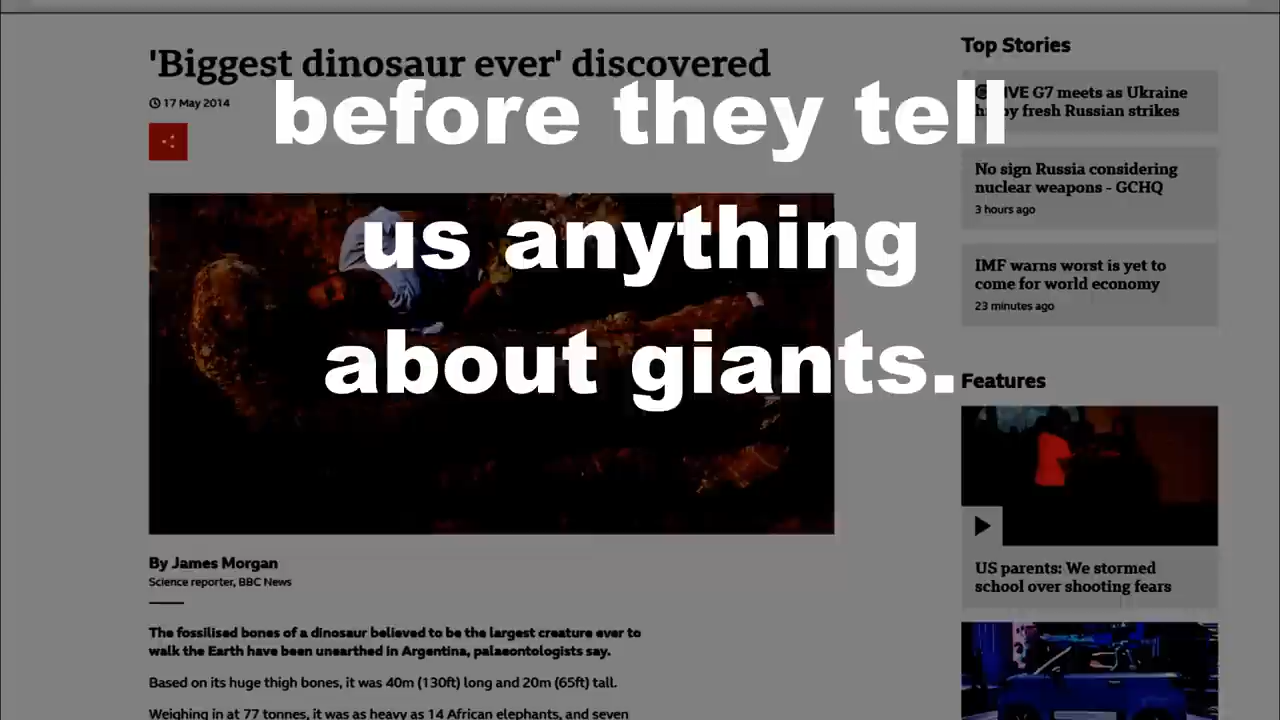 'Biggest dinosaur ever' discovered
17 May 2014
before they tell
us anything
about giants.
By James Morgan
Science reporter, BBC News
The fossilised bones of a dinosaur believed to be the largest creature ever to
walk the Earth have been unearthed in Argentina, palaeontologists say.
Based on its huge thigh bones, it was 40m (130ft) long and 20m (65ft) tall.
Weighing in at 77 tonnes, it was as heavy as 14 African elephants, and seven
Top Stories
G7 meets as Ukraine
by fresh Russian strikes
No sign Russia considering
nuclear weapons - GCHQ
3 hours ago
IMF warns worst is yet to
come for world economy
23 minutes ago
Features
US parents: We stormed
school over shooting fears